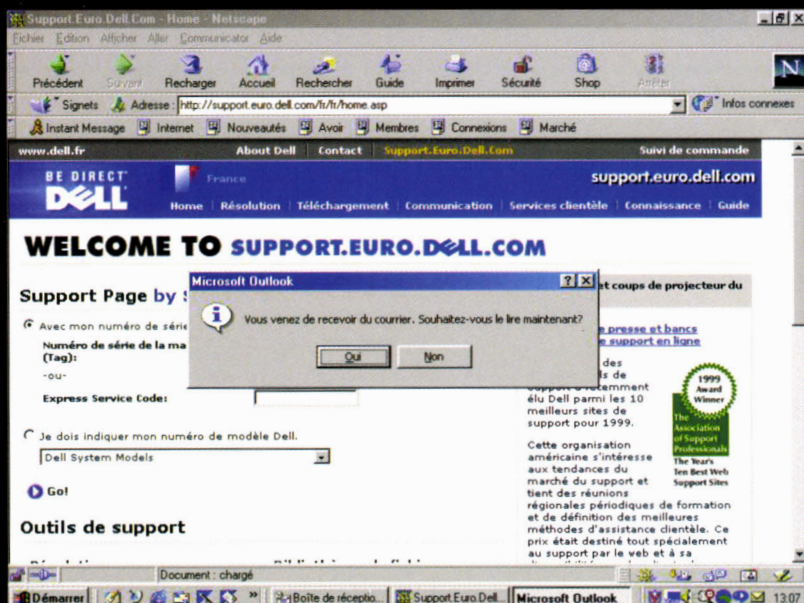 Support.Euro.Dell.Com - Home - Netscape
Fichier Edition Afficher Aller Communicator Aide
Précédent Suivant Recharger Accueil Rechercher Guide Imprimer Sécurité Shop Arrêter N
Signets Adresse : http://support.euro.dell.com/fr/fr/home.asp Infos connexes
Instant Message Internet Nouveautés Avoir Membres Connexions Marché
www.dell.fr About Dell Contact Support.Euro.Dell.Com Suivi de commande
BE DIRECT™
DELL
France
support.euro.dell.com
Home Résolution Téléchargement Communication Services clientèle Connaissance Guide
WELCOME TO SUPPORT.EURO.DELL.COM
Microsoft Outlook
Vous venez de recevoir du courrier. Souhaitez-vous le lire maintenant?
Oui Non
Support Page by
Avec mon numéro de série
Numéro de série de la
(Tag):
-ou-
Express Service Code:
Je dois indiquer mon numéro de modèle Dell.
Dell System Models
Go!
Outils de support
et coups de projecteur du
presse et bancs
support en ligne
des
de
élu Dell parmi les 10
meilleurs sites de
support pour 1999.
Cette organisation
américaine s'intéresse
aux tendances du
marché du support et
tient des réunions
régionales périodiques de formation
et de définition des meilleures
méthodes d'assistance clientèle. Ce
prix était destiné tout spécialement
au support par le web et à sa
1999
Award
Winner
The
Association
of Support
Professionals
The Year's
Ten Best Web
Support Sites
Document : chargé
Démarrer » Boîte de réceptio... Support.Euro.Dell... Microsoft Outlook 13:07